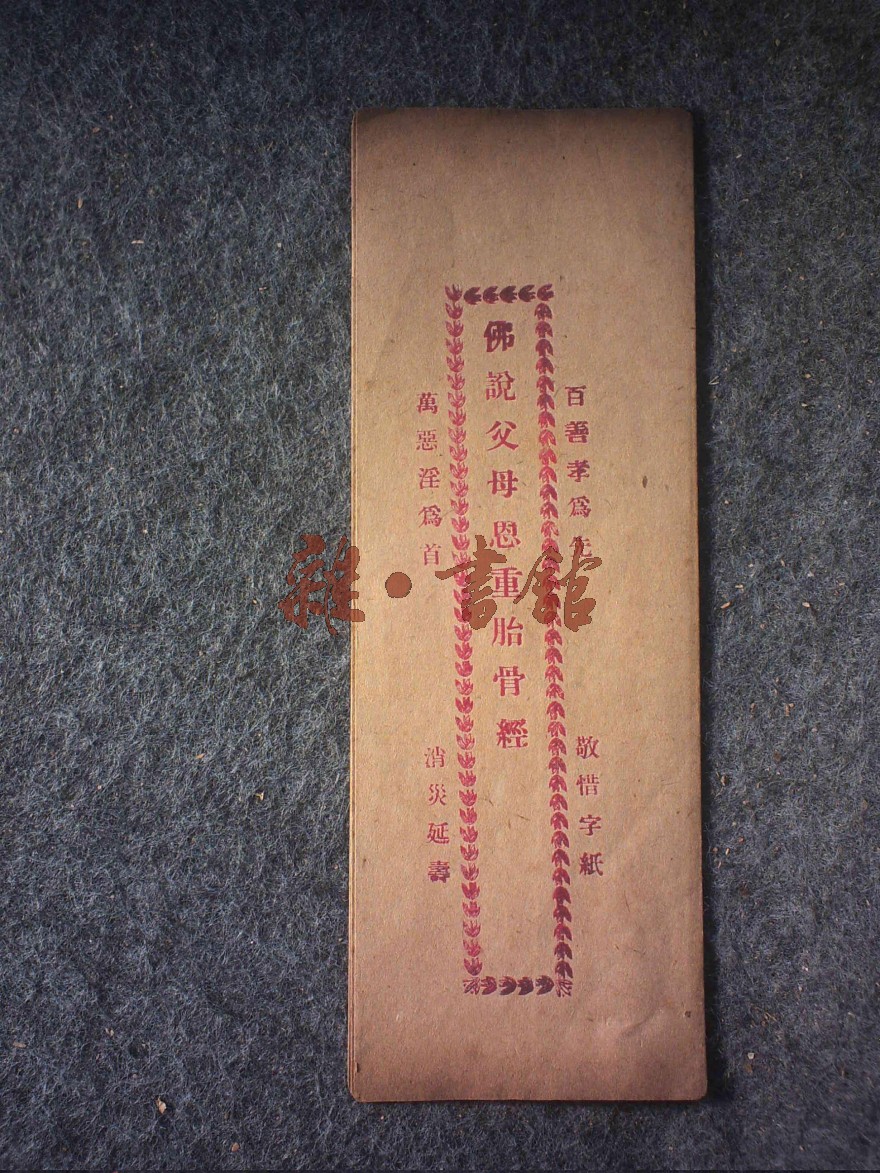 百善孝為先
敬惜字紙
佛說父母恩重胎骨經
萬惡淫為首
消災延壽
雜·書館